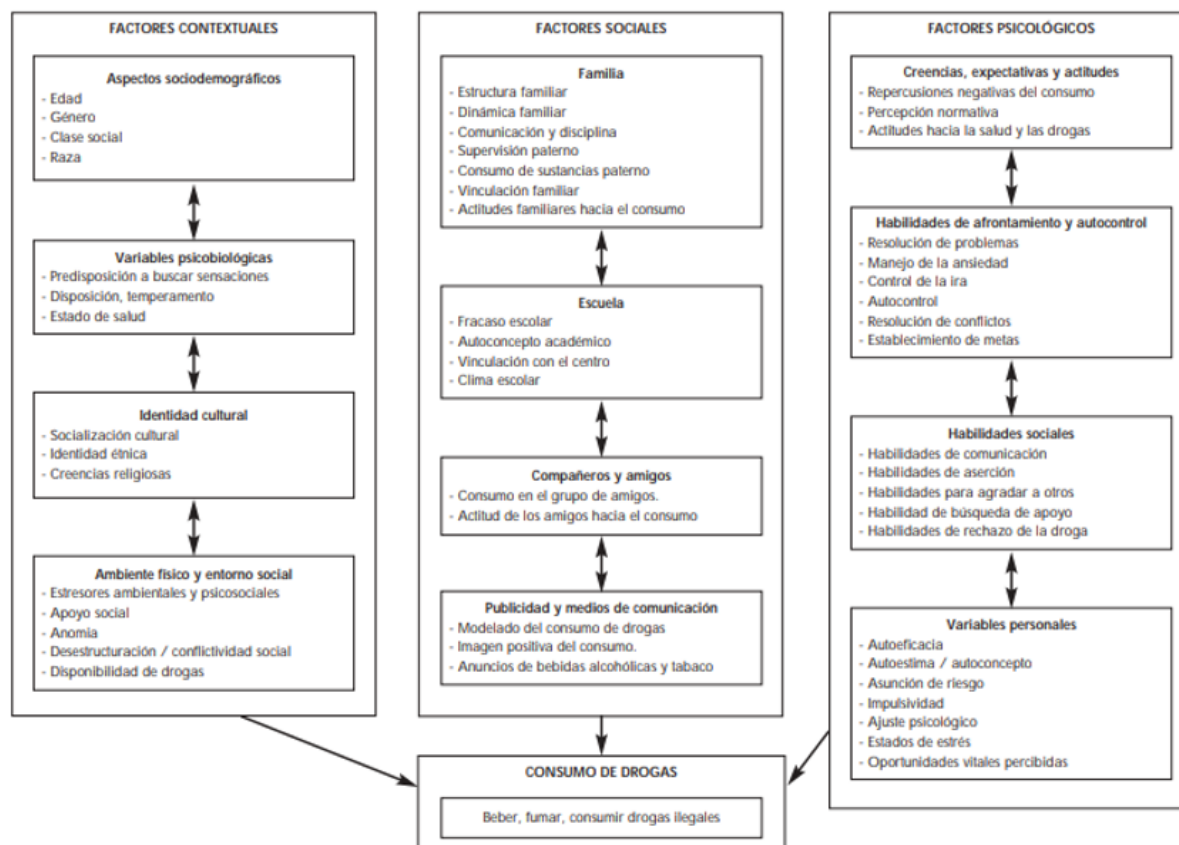 FACTORES CONTEXTUALES
Aspectos sociodemográficos
- Edad
- Género
- Clase social
- Raza
Variables psicobiológicas
- Predisposición a buscar sensaciones
- Disposición, temperamento
- Estado de salud
Identidad cultural
- Socialización cultural
- Identidad étnica
- Creencias religiosas
Ambiente físico y entorno social
- Estresores ambientales y psicosociales
- Apoyo social
- Anomia
- Desestructuración / conflictividad social
- Disponibilidad de drogas
FACTORES SOCIALES
Familia
- Estructura familiar
- Dinámica familiar
- Comunicación y disciplina
- Supervisión paterno
- Consumo de sustancias paterno
- Vinculación familiar
- Actitudes familiares hacia el consumo
Escuela
- Fracaso escolar
- Autoconcepto académico
- Vinculación con el centro
- Clima escolar
Compañeros y amigos
- Consumo en el grupo de amigos.
- Actitud de los amigos hacia el consumo
Publicidad y medios de comunicación
- Modelado del consumo de drogas
- Imagen positiva del consumo.
- Anuncios de bebidas alcohólicas y tabaco
FACTORES PSICOLÓGICOS
Creencias, expectativas y actitudes
- Repercusiones negativas del consumo
- Percepción normativa
- Actitudes hacia la salud y las drogas
Habilidades de afrontamiento y autocontrol
- Resolución de problemas
- Manejo de la ansiedad
- Control de la ira
- Autocontrol
- Resolución de conflictos
- Establecimiento de metas
Habilidades sociales
- Habilidades de comunicación
- Habilidades de aserción
- Habilidades para agradar a otros
- Habilidad de búsqueda de apoyo
- Habilidades de rechazo de la droga
Variables personales
- Autoeficacia
- Autoestima / autoconcepto
- Asunción de riesgo
- Impulsividad
- Ajuste psicológico
- Estados de estrés
- Oportunidades vitales percibidas
CONSUMO DE DROGAS
Beber, fumar, consumir drogas ilegales